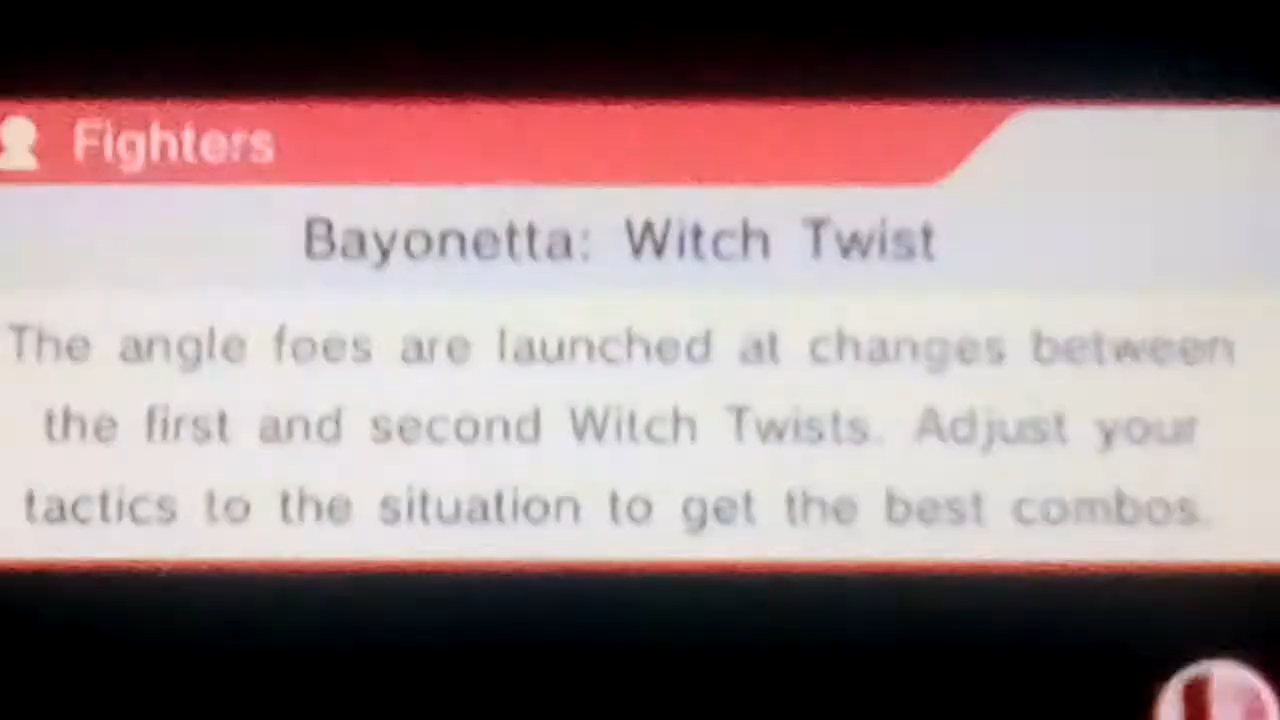 Fighters
Bayonetta: Witch Twist
The angle foes are launched at changes between
the first and second Witch Twists. Adjust your
tactics to the situation to get the best combos.